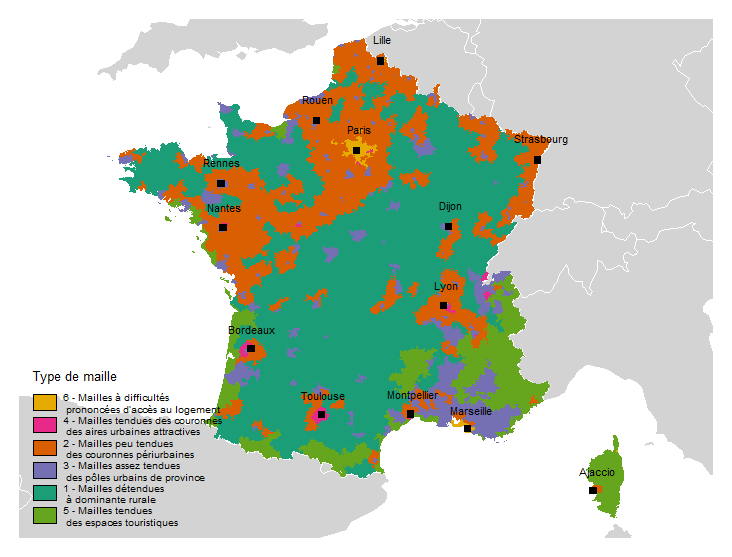 Lille
Rouen
Paris
Strasbourg
Rennes
Nantes
Dijon
Lyon
Bordeaux
Type de maille
6 - Mailles à difficultés
prononcées d'accès au logement
Toulouse
Montpellier
Marseille
4 - Mailles tendues des couronnes
des aires urbaines attractives
2 - Mailles peu tendues
des couronnes périurbaines
3 - Mailles assez tendues
des pôles urbains de province
Ajaccio
1 - Mailles détendues
à dominante rurale
5 - Mailles tendues
des espaces touristiques